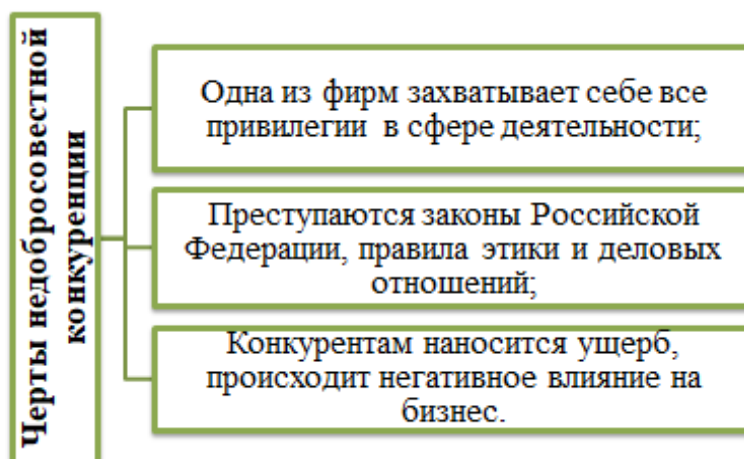 Черты недобросовестной
конкуренции
Одна из фирм захватывает себе все
привилегии в сфере деятельности;
Преступаются законы Российской
Федерации, правила этики и деловых
отношений;
Конкурентам наносится ущерб,
происходит негативное влияние на
бизнес.